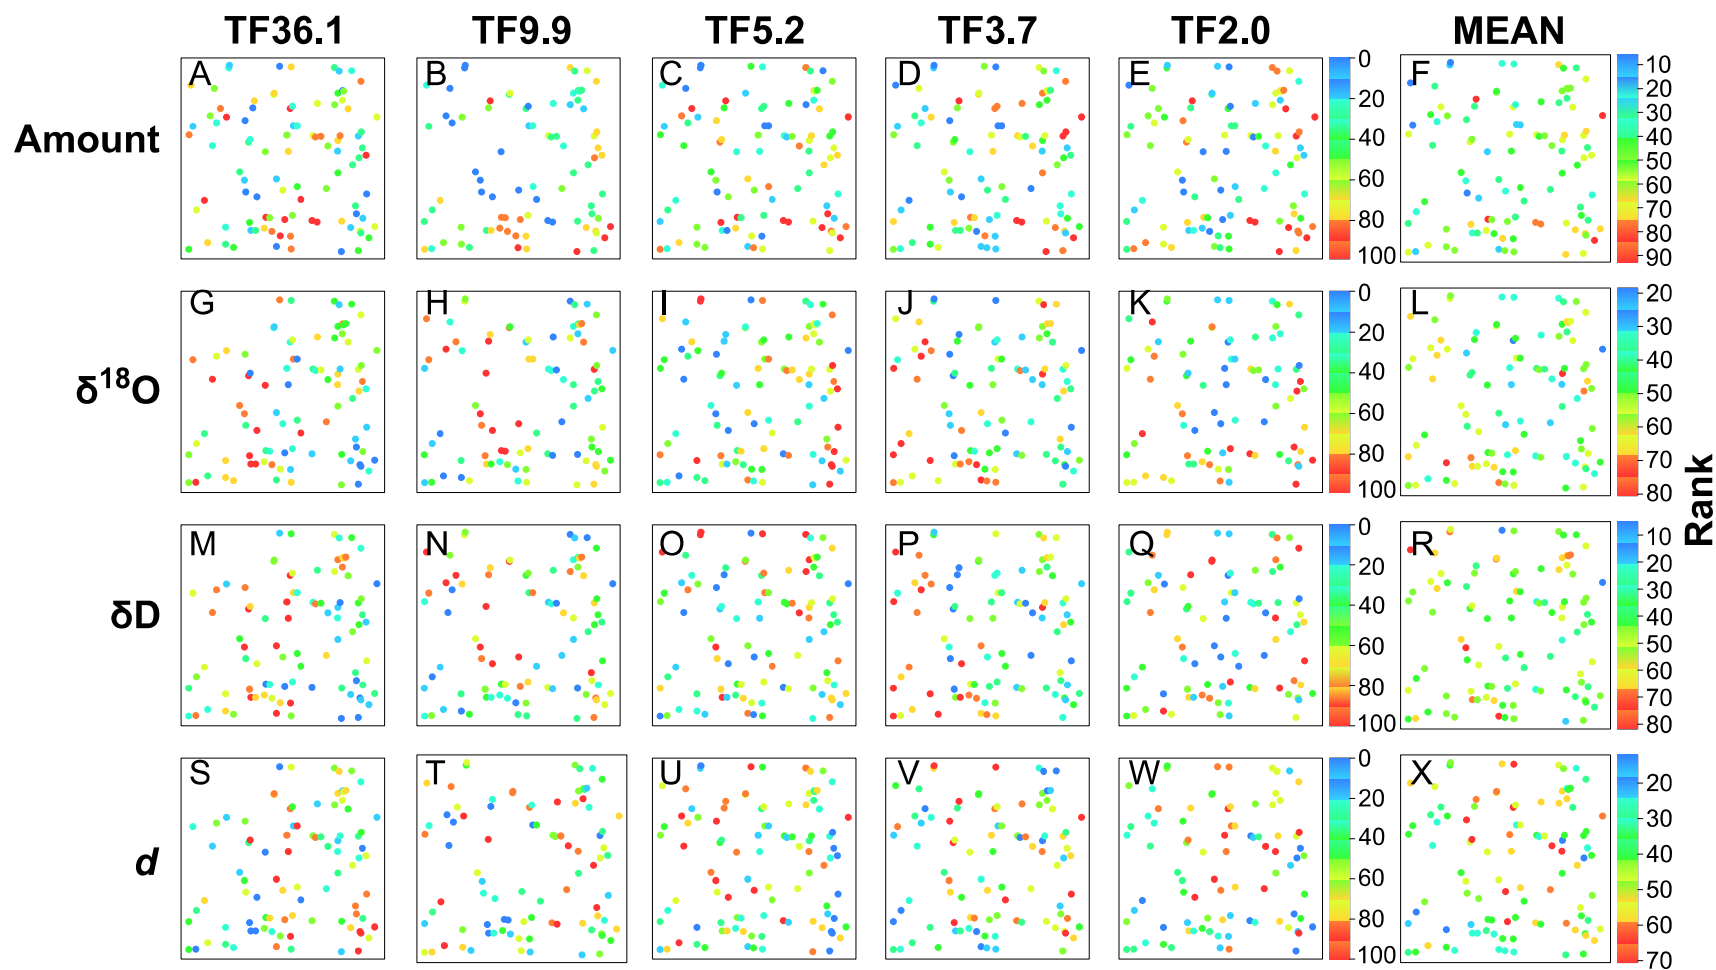 TF36.1 TF9.9 TF5.2 TF3.7 TF2.0 MEAN
Amount A B C D E F
0 20 40 60 80 100
10 20 30 40 50 60 70 80 90
δ18O G H I J K L
0 20 40 60 80 100
20 30 40 50 60 70 80
Rank
δD M N O P Q R
0 20 40 60 80 100
10 20 30 40 50 60 70 80
d S T U V W X
0 20 40 60 80 100
20 30 40 50 60 70